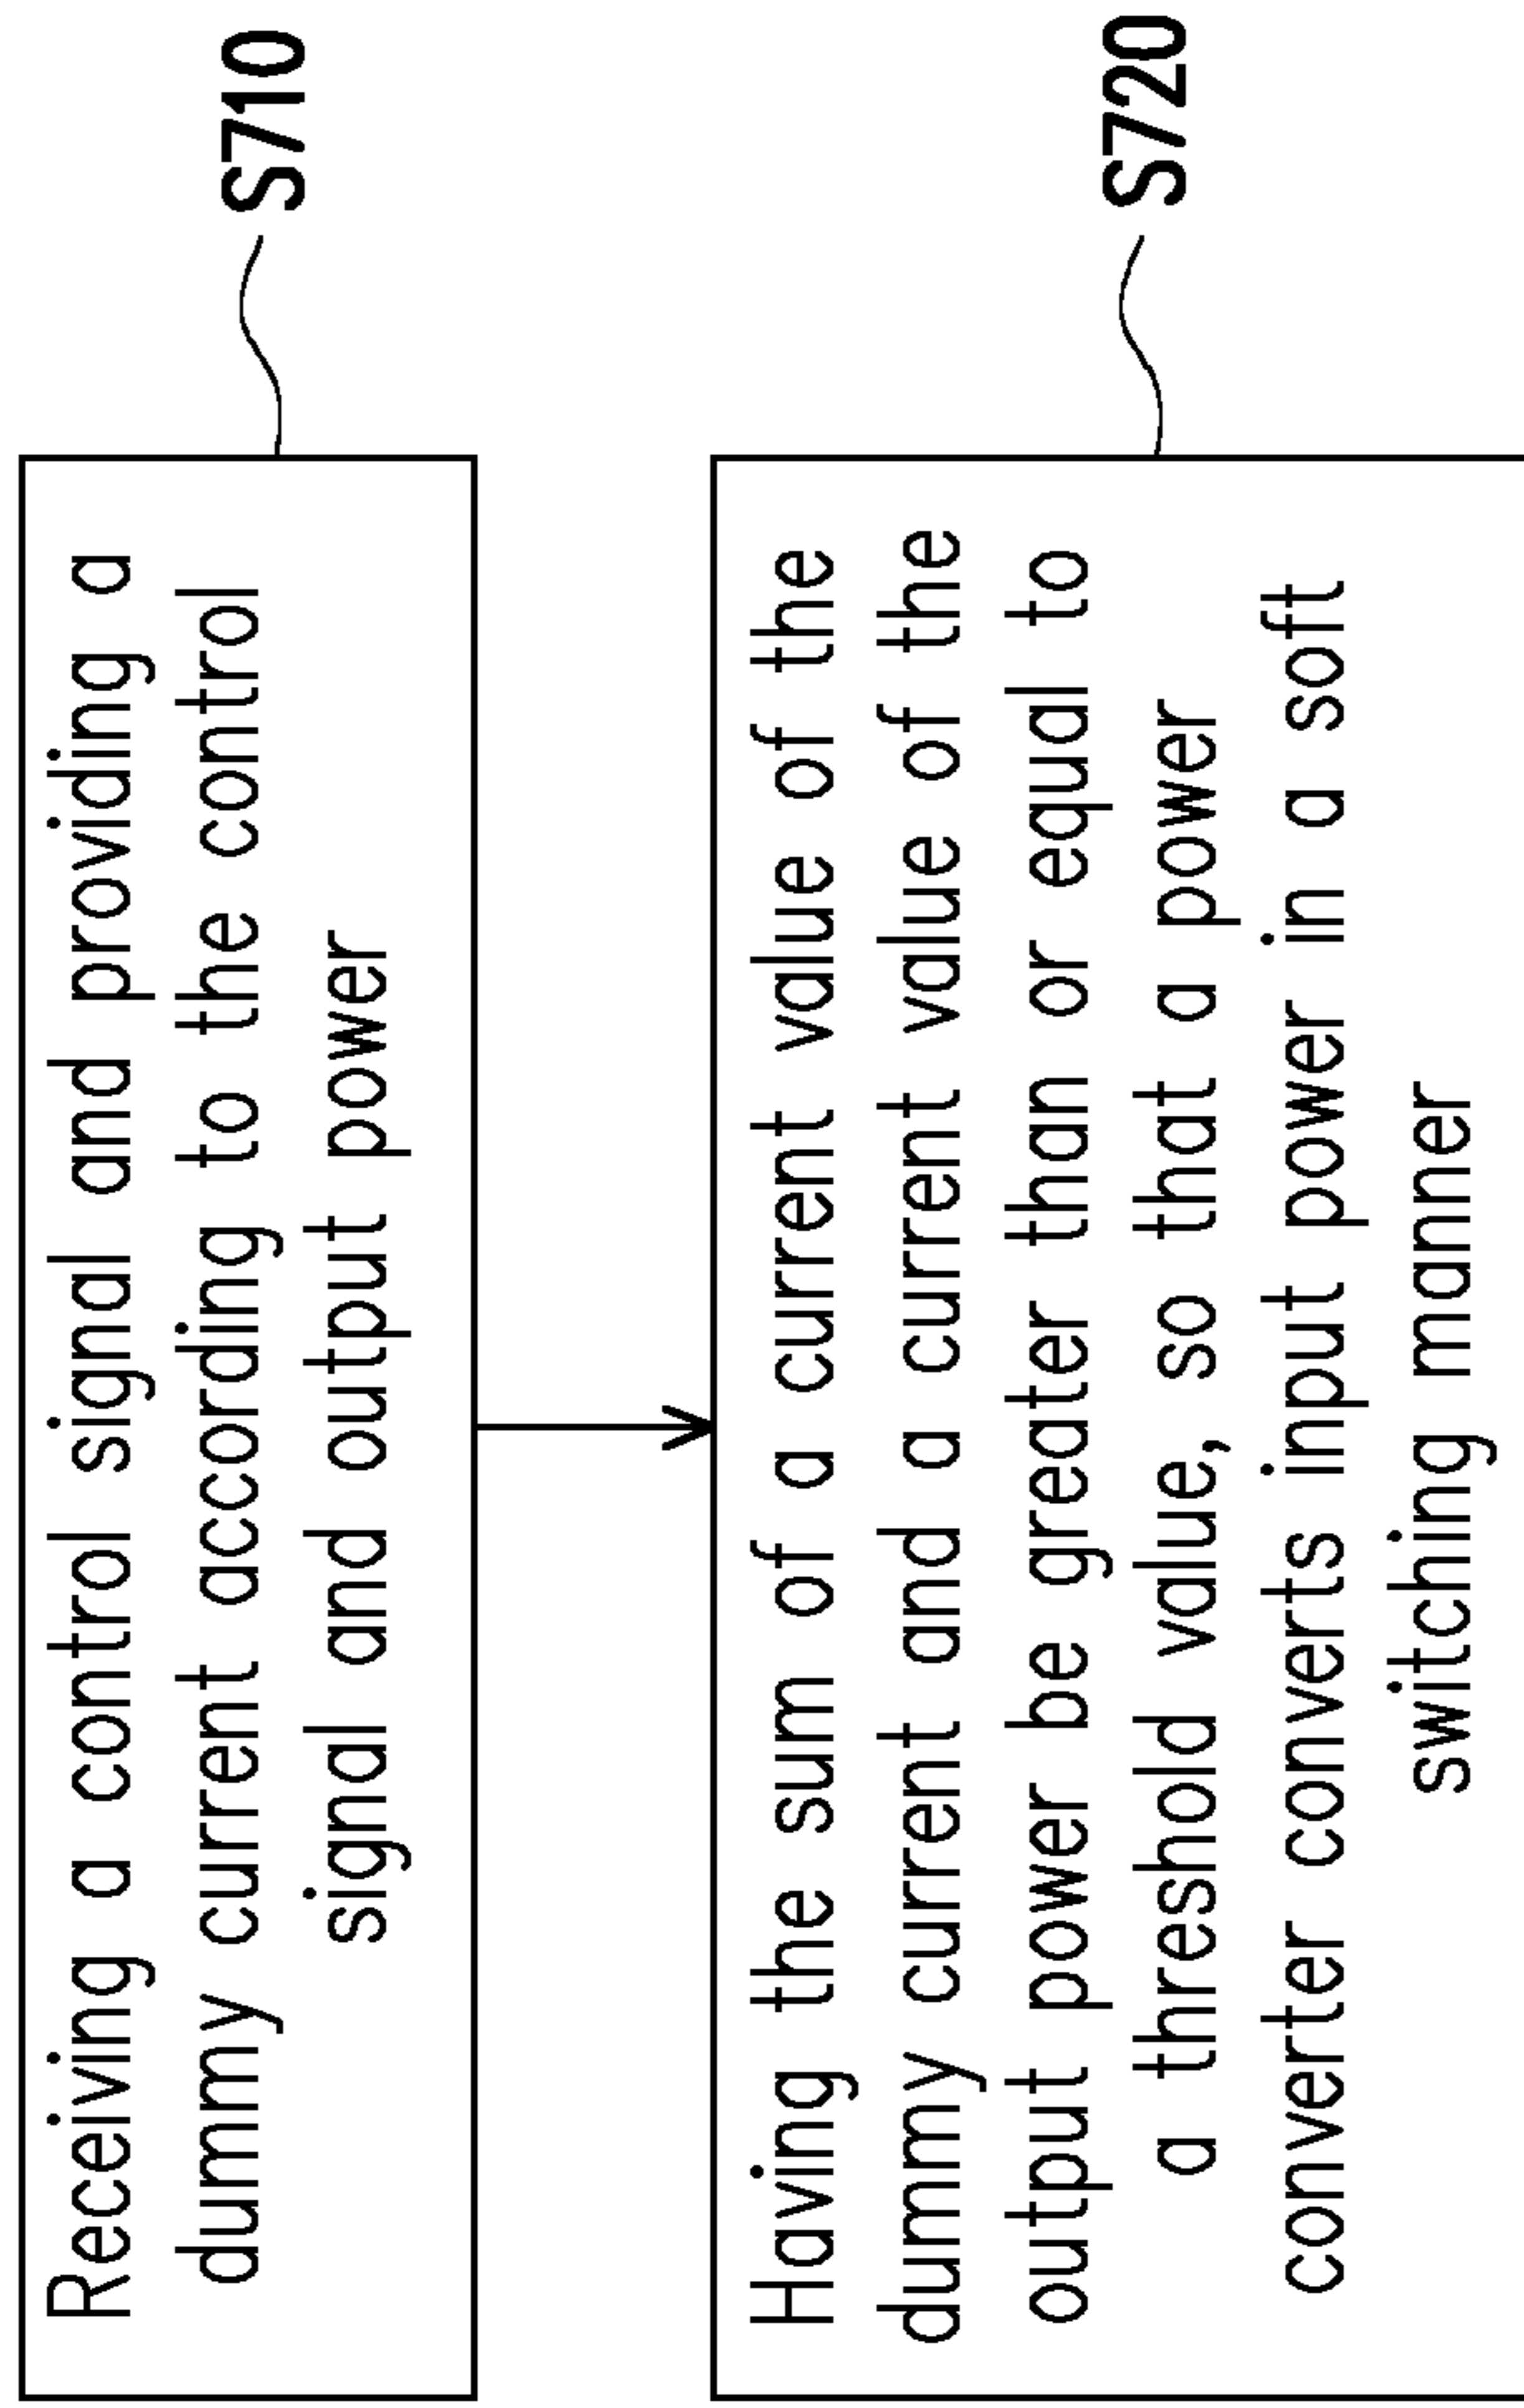 Receiving a control signal and providing a
dummy current according to the control
signal and output power
S710
Having the sum of a current value of the
dummy current and a current value of the
output power be greater than or equal to
a threshold value, so that a power
converter converts input power in a soft
switching manner
S720